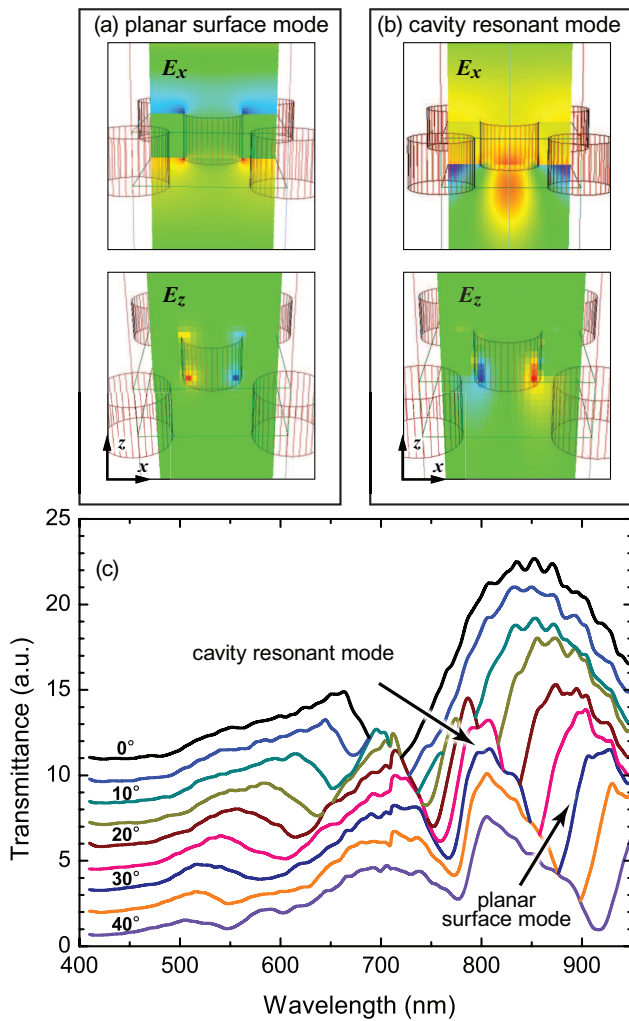 (a) planar surface mode
Ex
Ez
z
x
(b) cavity resonant mode
Ex
Ez
z
x
(c)
Transmittance (a.u.)
25
20
15
10
5
0
cavity resonant mode
0°
10°
20°
30°
40°
planar
surface mode
400 500 600 700 800 900
Wavelength (nm)